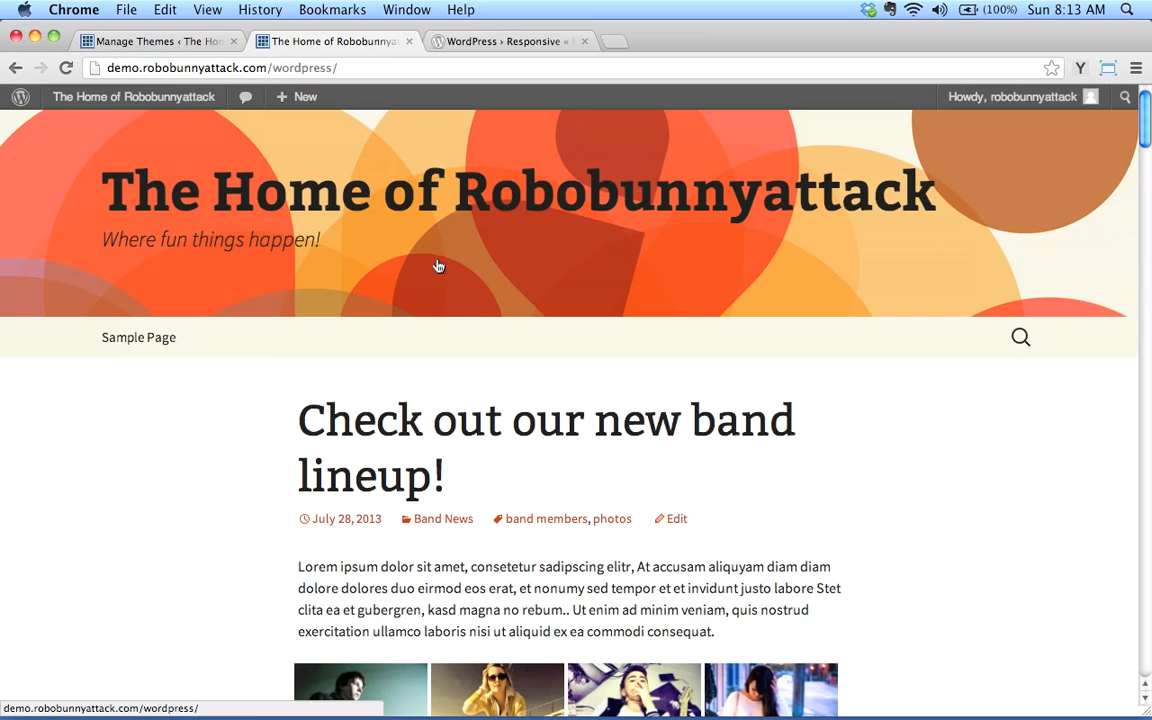 Chrome File Edit View History Bookmarks Window Help (100%) Sun 8:13 AM
Manage Themes ‹ The Hom The Home of Robobunnyat WordPress › Responsive «
demo.robobunnyattack.com/wordpress/
The Home of Robobunnyattack + New Howdy, robobunnyattack
The Home of Robobunnyattack
Where fun things happen!
Sample Page
Check out our new band
lineup!
July 28, 2013 Band News band members, photos Edit
Lorem ipsum dolor sit amet, consetetur sadipscing elitr, At accusam aliquyam diam diam
dolore dolores duo eirmod eos erat, et nonumy sed tempor et et invidunt justo labore Stet
clita ea et gubergren, kasd magna no rebum.. Ut enim ad minim veniam, quis nostrud
exercitation ullamco laboris nisi ut aliquid ex ea commodi consequat.
demo.robobunnyattack.com/wordpress/